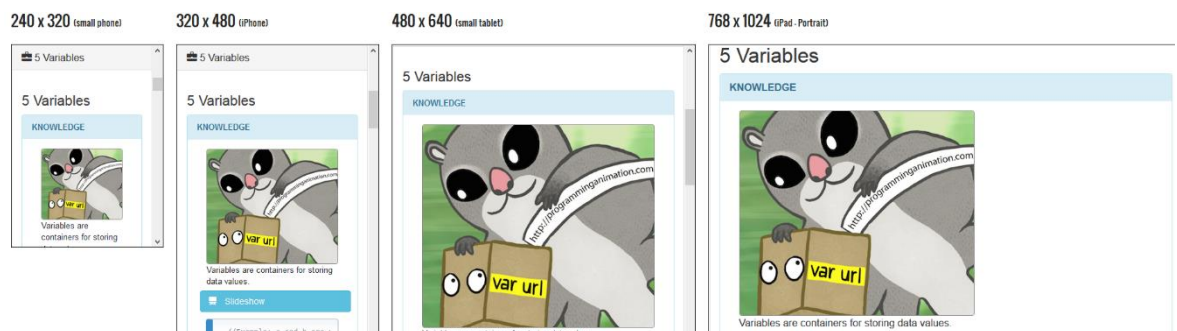 240 x 320 (small phone)
320 x 480 (iPhone)
480 x 640 (small tablet)
768 x 1024 (iPad - Portrait)
5 Variables
5 Variables
KNOWLEDGE
var url
Variables are
containers for storing
5 Variables
5 Variables
KNOWLEDGE
http://programminganimation.com
var url
Variables are containers for storing
data values.
Slideshow
5 Variables
KNOWLEDGE
http://programminganimation.com
var url
5 Variables
KNOWLEDGE
http://programminganimation.com
var url
Variables are containers for storing data values.